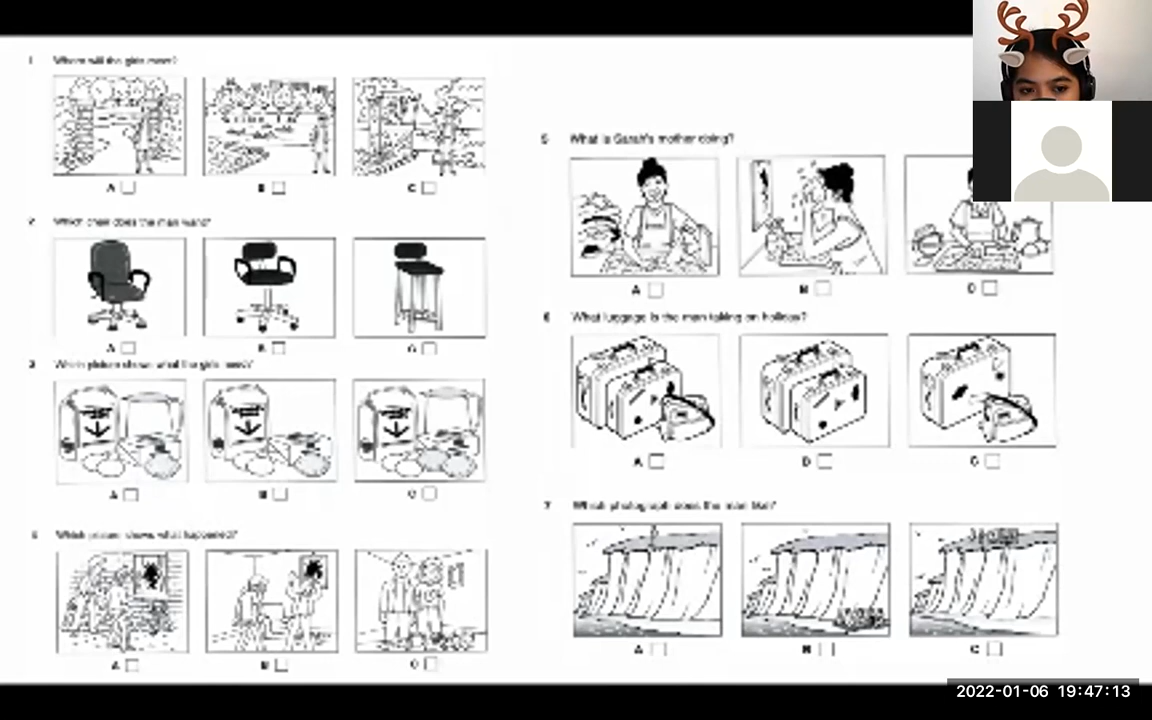 1 Where will the girls meet?
A B C
2 Which chair does the man want?
A B C
3 Which picture shows what the girls need?
A B C
4 Which picture shows what happened?
A B C
5 What is Sarah's mother doing?
A B C
6 What luggage is the man taking on holiday?
A B C
7 Which photograph does the man like?
A B C
2022-01-06 19:47:13